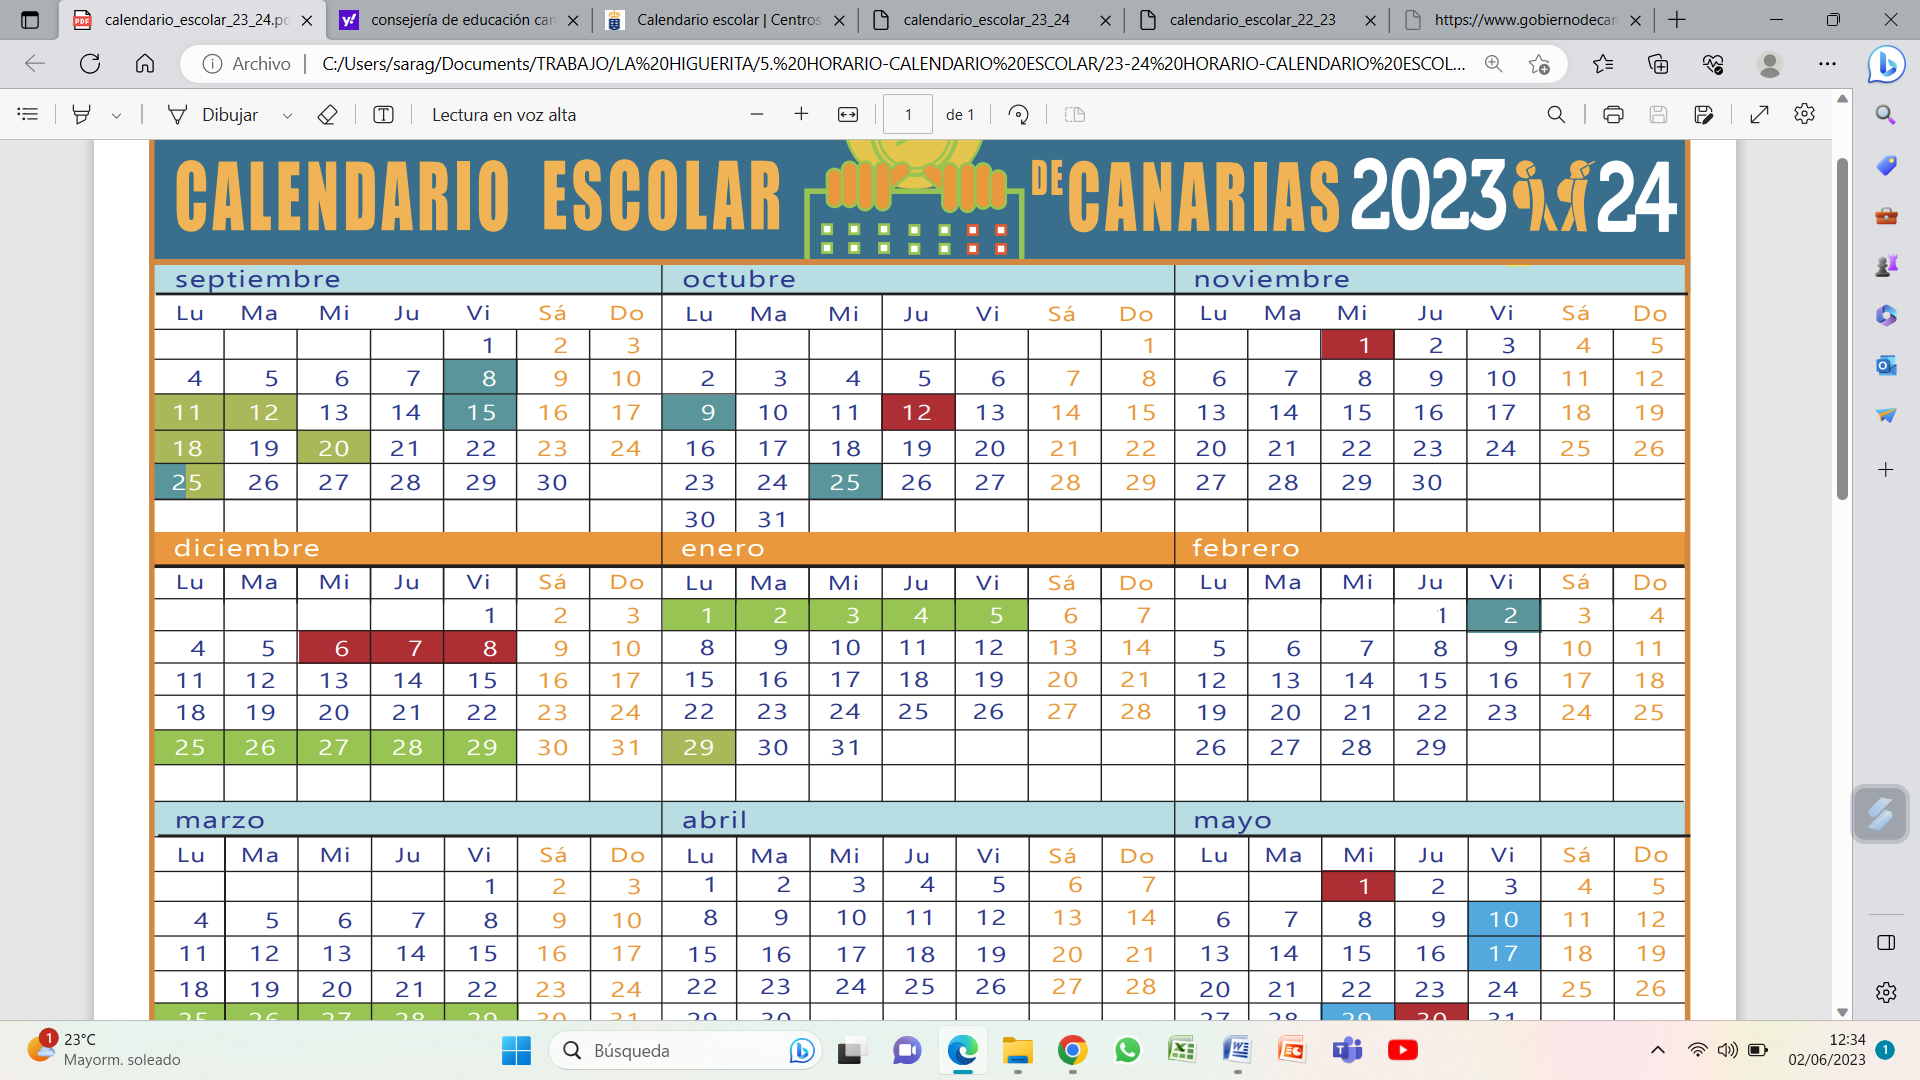 calendario_escolar_23_24.pd
consejería de educación can
Calendario escolar | Centros
calendario_escolar_23_24
calendario_escolar_22_23
https://www.gobiernodecan
Archivo
C:/Users/sarag/Documents/TRABAJO/LA%20HIGUERITA/5.%20HORARIO-CALENDARIO%20ESCOLAR/23-24%20HORARIO-CALENDARIO%20ESCOL...
Dibujar
Lectura en voz alta
1 de 1
CALENDARIO ESCOLAR DE CANARIAS 2023 24
septiembre
Lu Ma Mi Ju Vi Sá Do
1 2 3
4 5 6 7 8 9 10
11 12 13 14 15 16 17
18 19 20 21 22 23 24
25 26 27 28 29 30
octubre
Lu Ma Mi Ju Vi Sá Do
1
2 3 4 5 6 7 8
9 10 11 12 13 14 15
16 17 18 19 20 21 22
23 24 25 26 27 28 29
30 31
noviembre
Lu Ma Mi Ju Vi Sá Do
1 2 3 4 5
6 7 8 9 10 11 12
13 14 15 16 17 18 19
20 21 22 23 24 25 26
27 28 29 30
diciembre
Lu Ma Mi Ju Vi Sá Do
1 2 3
4 5 6 7 8 9 10
11 12 13 14 15 16 17
18 19 20 21 22 23 24
25 26 27 28 29 30 31
enero
Lu Ma Mi Ju Vi Sá Do
1 2 3 4 5 6 7
8 9 10 11 12 13 14
15 16 17 18 19 20 21
22 23 24 25 26 27 28
29 30 31
febrero
Lu Ma Mi Ju Vi Sá Do
1 2 3 4
5 6 7 8 9 10 11
12 13 14 15 16 17 18
19 20 21 22 23 24 25
26 27 28 29
marzo
Lu Ma Mi Ju Vi Sá Do
1 2 3
4 5 6 7 8 9 10
11 12 13 14 15 16 17
18 19 20 21 22 23 24
25 26 27 28 29 30 31
abril
Lu Ma Mi Ju Vi Sá Do
1 2 3 4 5 6 7
8 9 10 11 12 13 14
15 16 17 18 19 20 21
22 23 24 25 26 27 28
29 30
mayo
Lu Ma Mi Ju Vi Sá Do
1 2 3 4 5
6 7 8 9 10 11 12
13 14 15 16 17 18 19
20 21 22 23 24 25 26
27 28 29 30 31
1
23°C
Mayorm. soleado
Búsqueda
12:34
02/06/2023
1